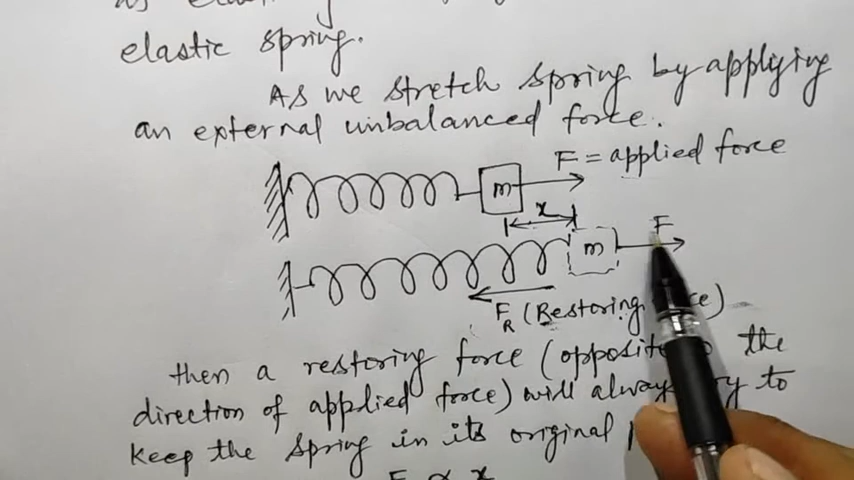 elastic spring.
As we stretch spring by applying
an external unbalanced force.
F = applied force
m
x
F
m
F_R (Restoring
then a restoring force (opposite the
direction of applied force) will always to
keep the spring in its original
F ∝ x